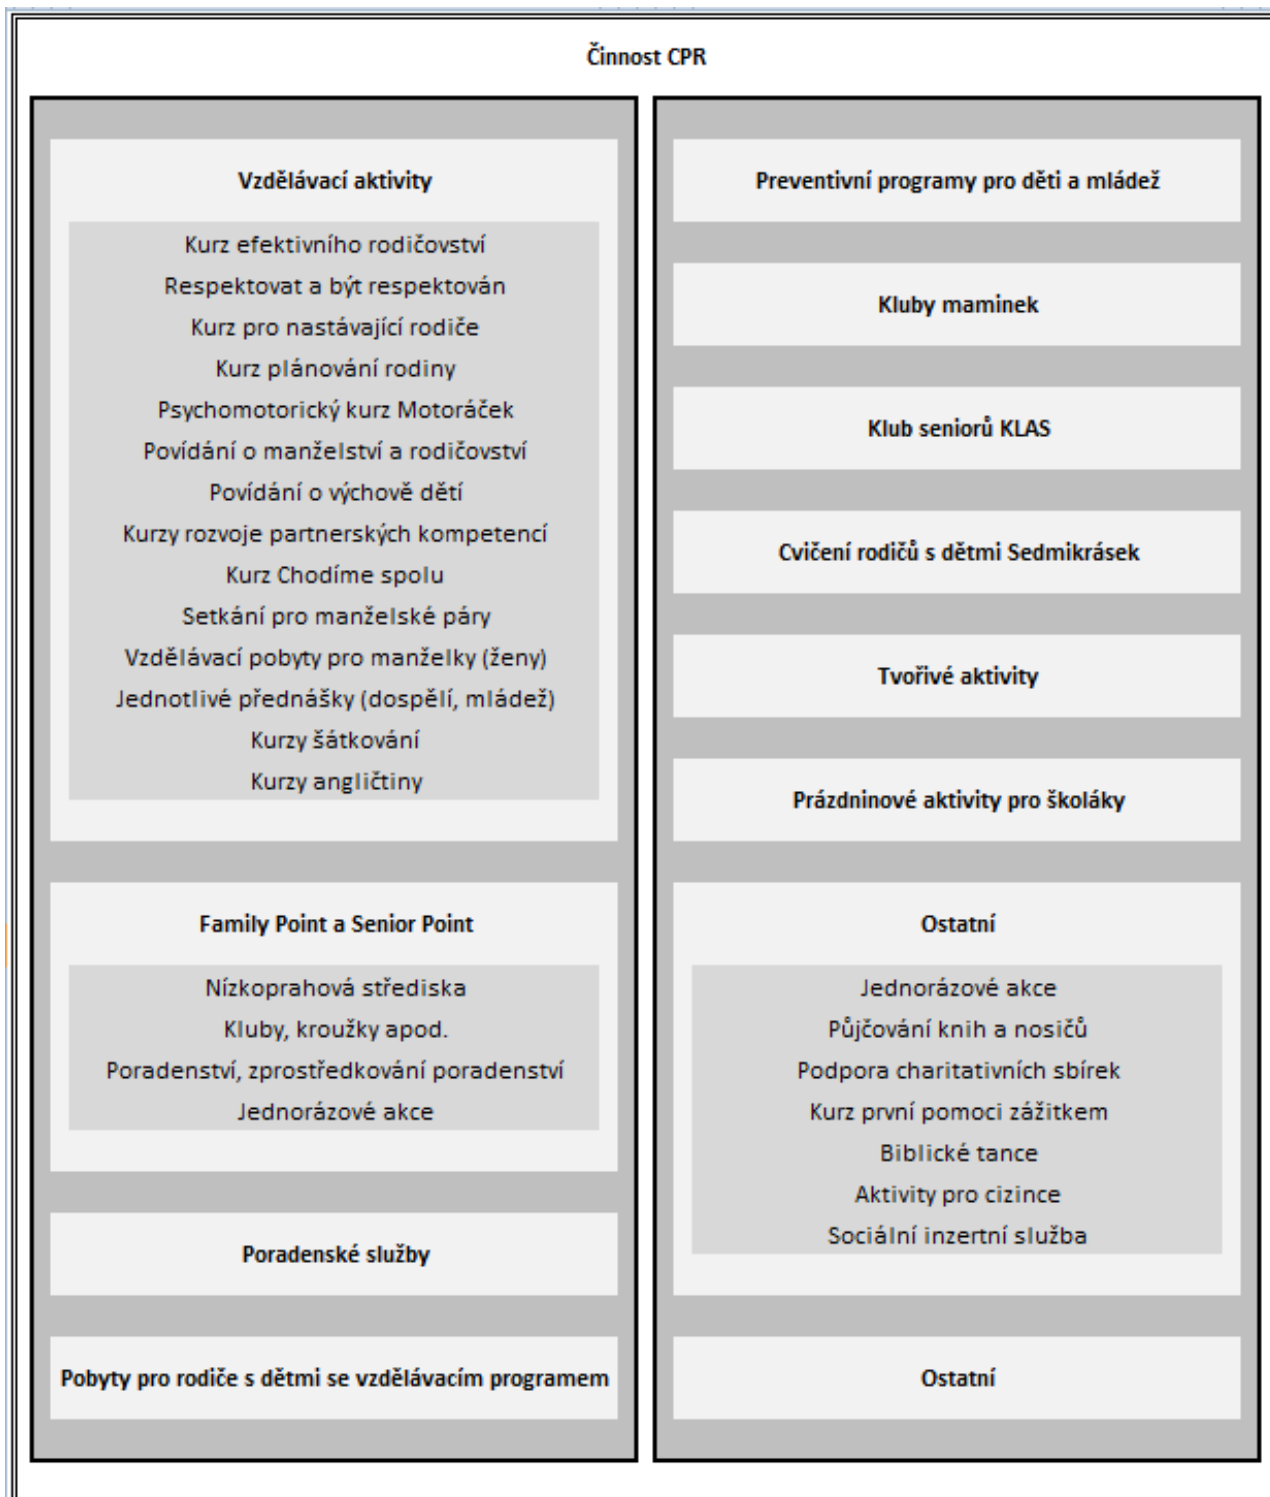 Činnost CPR
Vzdělávací aktivity
Kurz efektivního rodičovství
Respektovat a být respektován
Kurz pro nastávající rodiče
Kurz plánování rodiny
Psychomotorický kurz Motoráček
Povídání o manželství a rodičovství
Povídání o výchově dětí
Kurzy rozvoje partnerských kompetencí
Kurz Chodíme spolu
Setkání pro manželské páry
Vzdělávací pobyty pro manželky (ženy)
Jednotlivé přednášky (dospělí, mládež)
Kurzy šátkování
Kurzy angličtiny
Family Point a Senior Point
Nízkoprahová střediska
Kluby, kroužky apod.
Poradenství, zprostředkování poradenství
Jednorázové akce
Poradenské služby
Pobyty pro rodiče s dětmi se vzdělávacím programem
Preventivní programy pro děti a mládež
Kluby maminek
Klub seniorů KLAS
Cvičení rodičů s dětmi Sedmikrásek
Tvořivé aktivity
Prázdninové aktivity pro školáky
Ostatní
Jednorázové akce
Půjčování knih a nosičů
Podpora charitativních sbírek
Kurz první pomoci zážitkem
Biblické tance
Aktivity pro cizince
Sociální inzertní služba
Ostatní